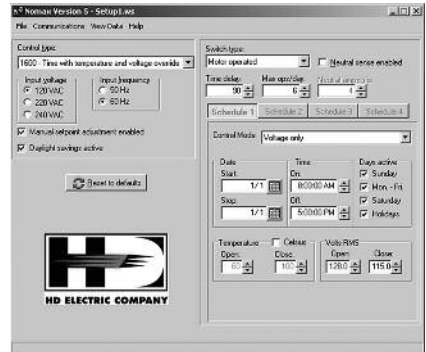 Nomax Version 5 - Setup1.ws
File Communications View Data Help
Control type:
1600 - Time with temperature and voltage override
Input voltage
120 VAC
220 VAC
240 VAC
Input frequency
50 Hz
60 Hz
Manual setpoint adjustment enabled
Daylight savings active
Reset to defaults
HD ELECTRIC COMPANY
Switch type:
Motor operated
Neutral sense enabled
Time delay:
90
Max ops/day:
6
Neutral
4
Schedule 1
Schedule 2
Schedule 3
Schedule 4
Control Mode:
Voltage only
Date
Start:
1/1
Stop:
1/1
Time
On:
8:00:00 AM
Off:
5:00:00 PM
Days active
Sunday
Mon. - Fri.
Saturday
Holidays
Temperature
Celsius
Open:
60
Close:
100
Volts RMS
Open:
128.0
Close:
115.0